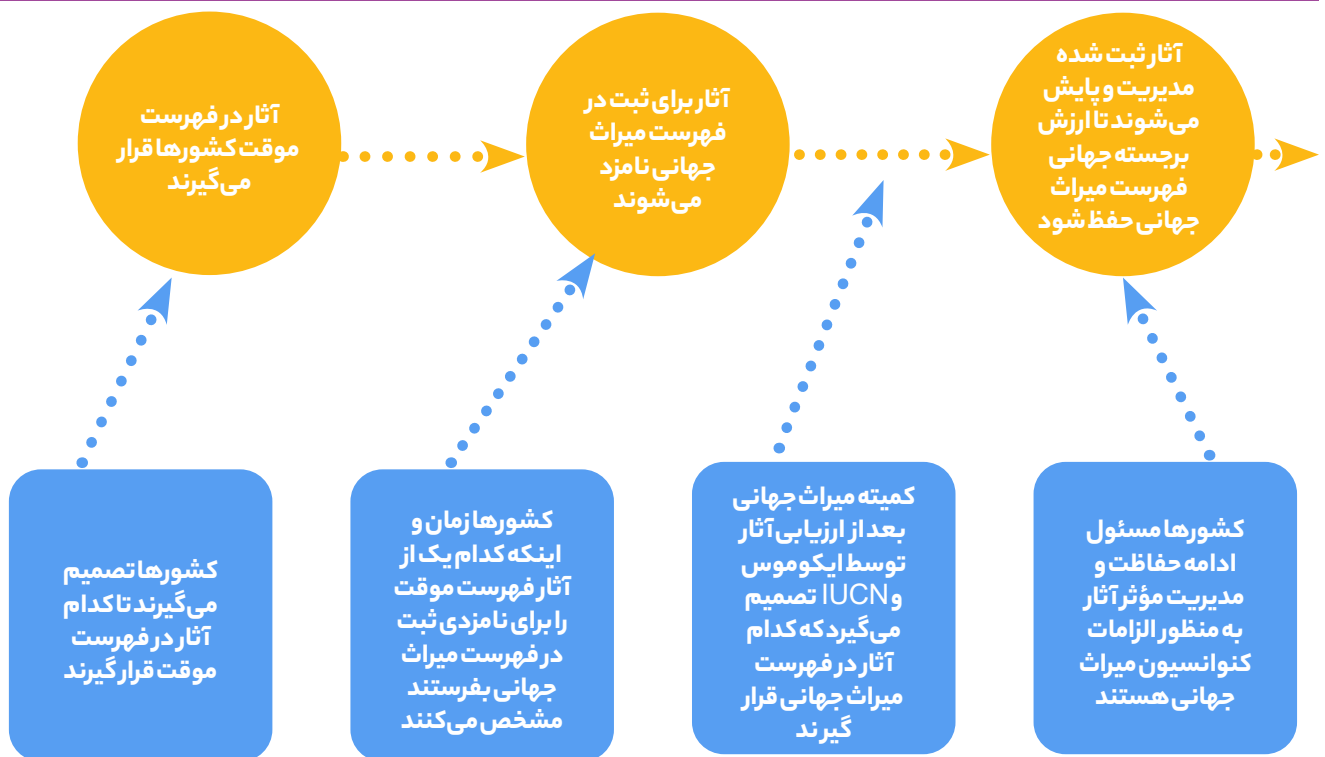 آثار در فهرست
موقت کشورها قرار
می‌گیرند
آثار برای ثبت در
فهرست میراث
جهانی نامزد
می‌شوند
آثار ثبت شده
مدیریت و پایش
می‌شوند تا ارزش
برجسته جهانی
فهرست میراث
جهانی حفظ شود
کشورها تصمیم
می‌گیرند تا کدام
آثار در فهرست
موقت قرار گیرند
کشورها زمان و
اینکه کدام یک از
آثار فهرست موقت
را برای نامزدی ثبت
در فهرست میراث
جهانی بفرستند
مشخص می‌کنند
کمیته میراث جهانی
بعد از ارزیابی آثار
توسط ایکوموس
و IUCN تصمیم
می‌گیرد که کدام
آثار در فهرست
میراث جهانی قرار
گیر ند
کشورها مسئول
ادامه حفاظت و
مدیریت مؤثر آثار
به منظور الزامات
کنوانسیون میراث
جهانی هستند